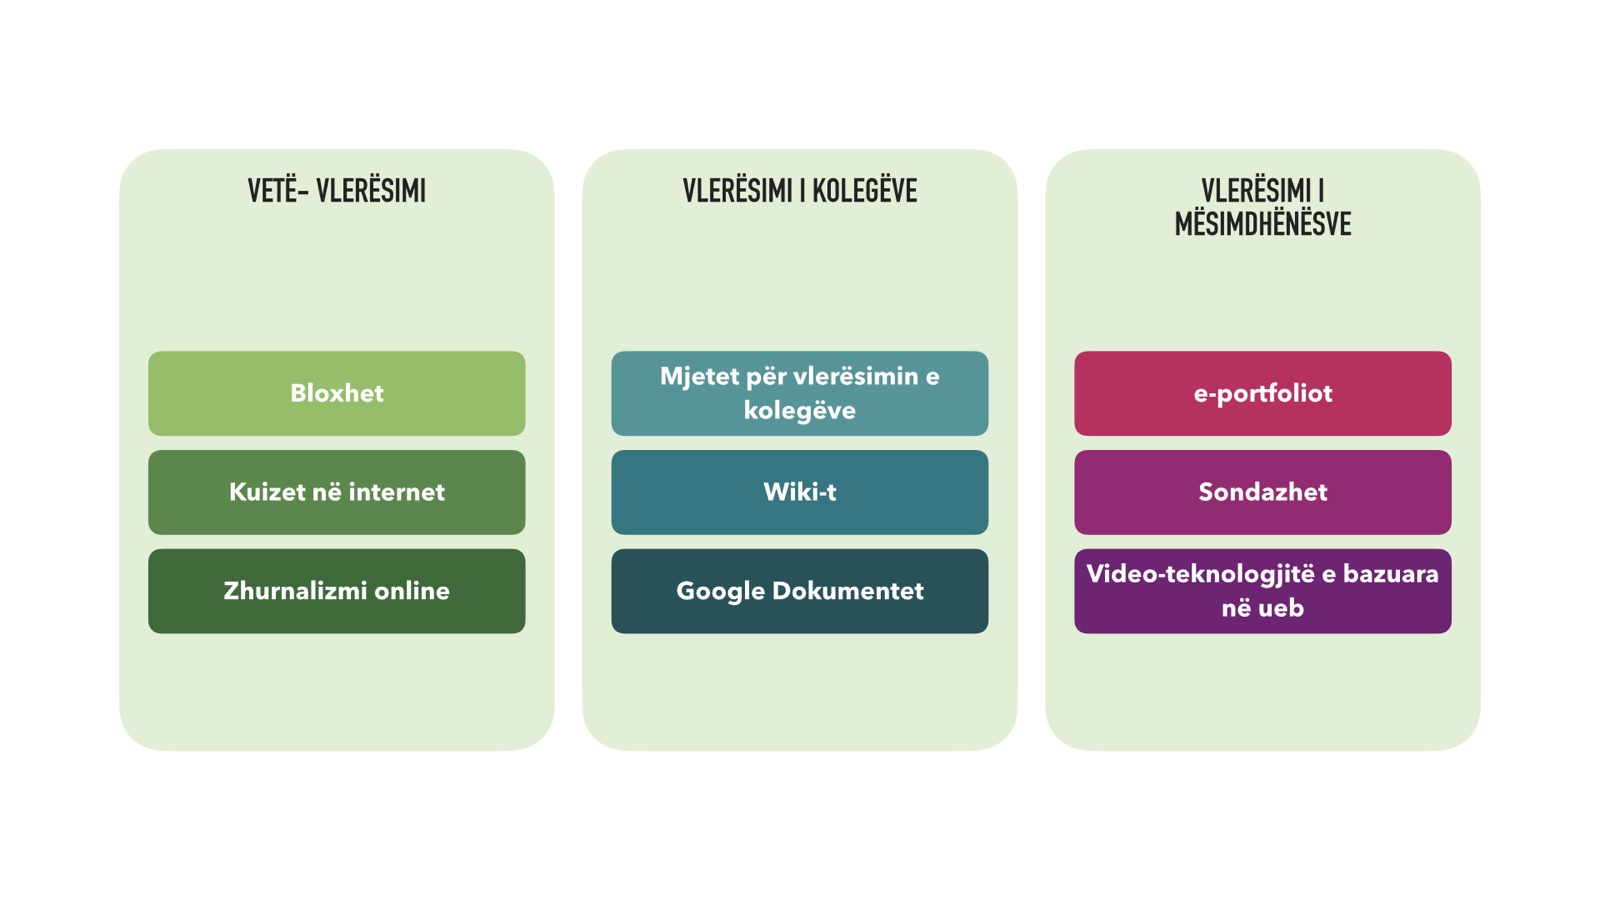 VETË– VLERËSIMI
Bloxhet
Kuizet në internet
Zhurnalizmi online
VLERËSIMI I KOLEGËVE
Mjetet për vlerësimin e
kolegëve
Wiki-t
Google Dokumentet
VLERËSIMI I
MËSIMDHËNËSVE
e-portfoliot
Sondazhet
Video-teknologjitë e bazuara
në ueb